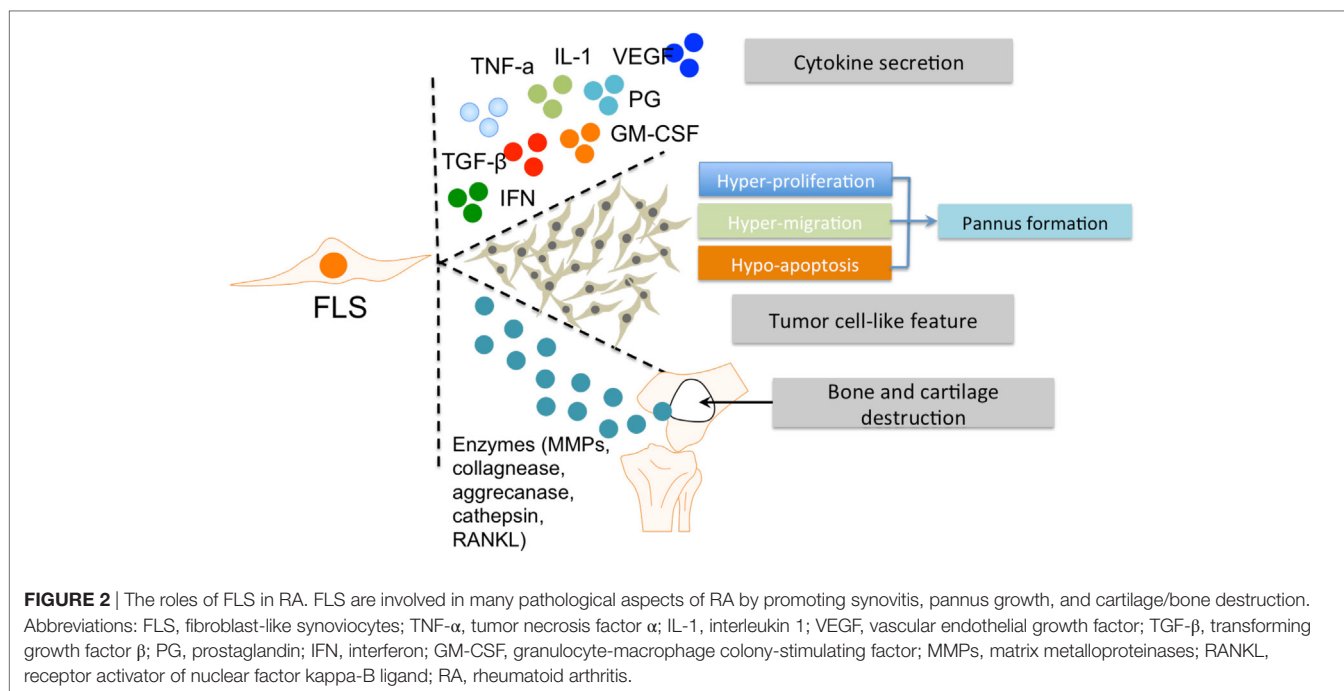 TNF-a
IL-1
VEGF
PG
GM-CSF
TGF-β
IFN
Cytokine secretion
Hyper-proliferation
Hyper-migration
Hypo-apoptosis
Pannus formation
FLS
Tumor cell-like feature
Bone and cartilage
destruction
Enzymes (MMPs,
collagnease,
aggrecanase,
cathepsin,
RANKL)
FIGURE 2 | The roles of FLS in RA. FLS are involved in many pathological aspects of RA by promoting synovitis, pannus growth, and cartilage/bone destruction.
Abbreviations: FLS, fibroblast-like synoviocytes; TNF-α, tumor necrosis factor α; IL-1, interleukin 1; VEGF, vascular endothelial growth factor; TGF-β, transforming
growth factor β; PG, prostaglandin; IFN, interferon; GM-CSF, granulocyte-macrophage colony-stimulating factor; MMPs, matrix metalloproteinases; RANKL,
receptor activator of nuclear factor kappa-B ligand; RA, rheumatoid arthritis.